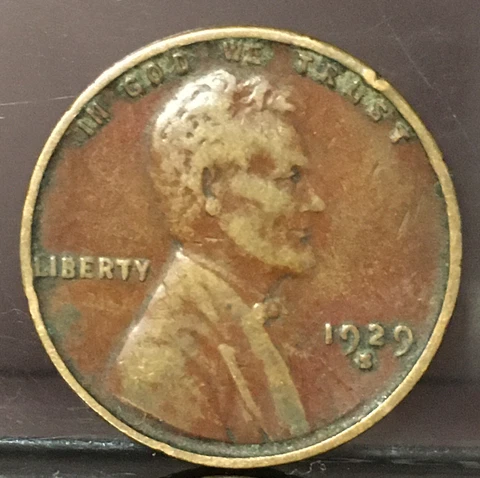 IN GOD WE TRUST
LIBERTY
1929
S